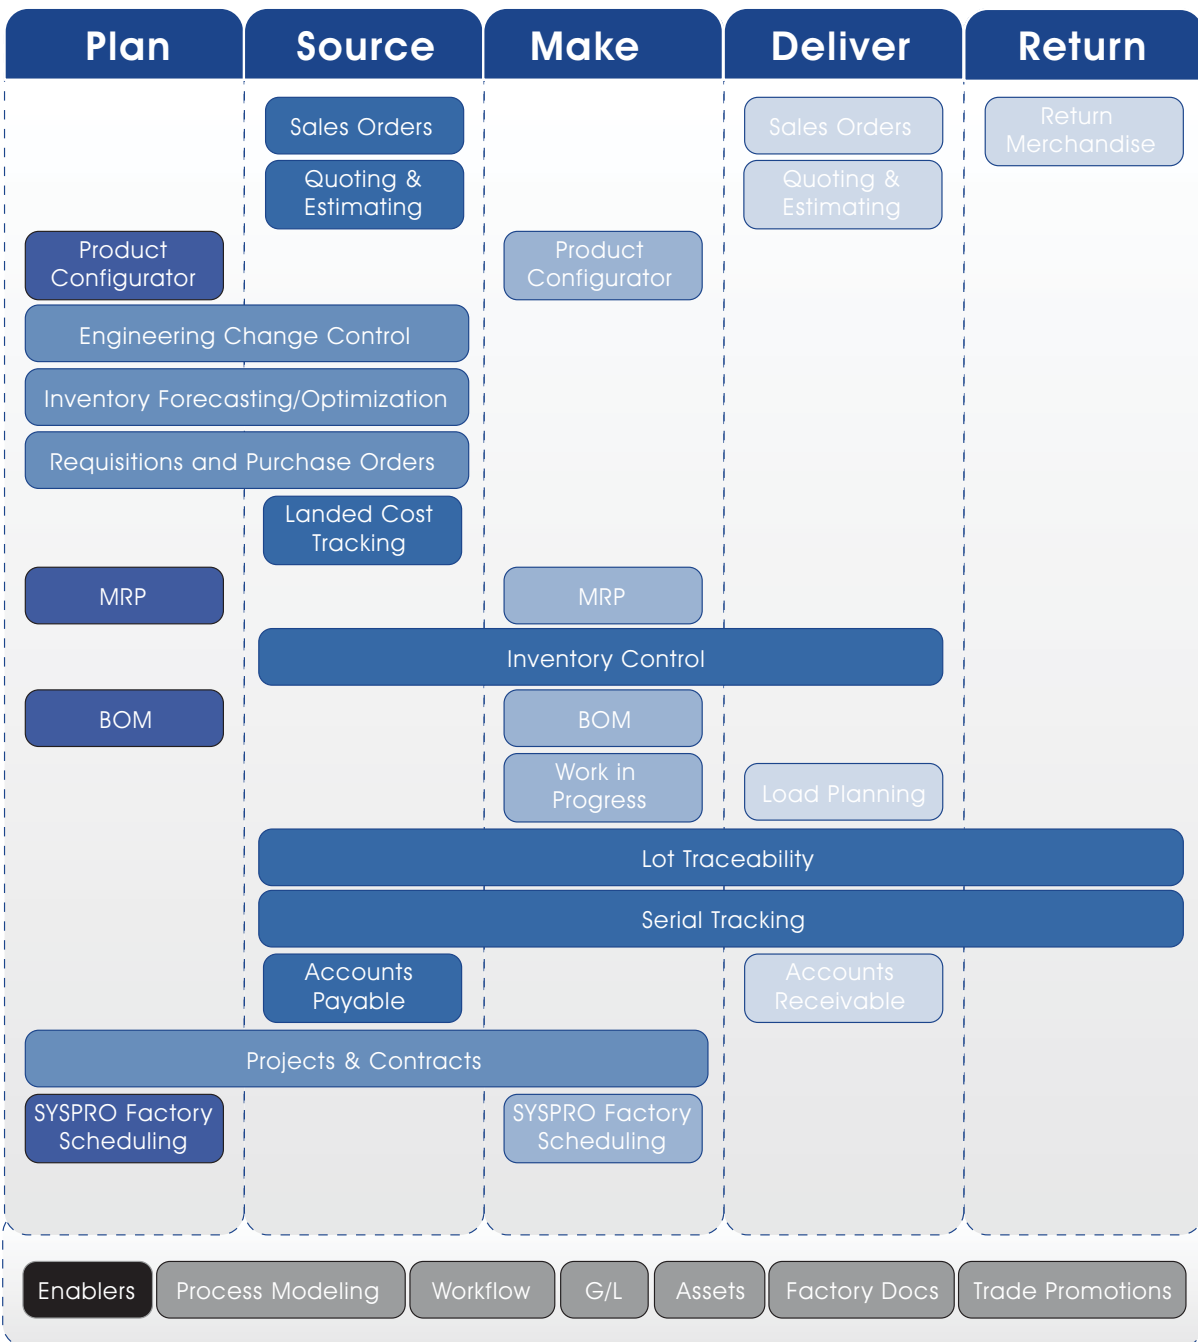 Plan
Source
Make
Deliver
Return
Sales Orders
Sales Orders
Return
Merchandise
Quoting &
Estimating
Quoting &
Estimating
Product
Configurator
Product
Configurator
Engineering Change Control
Inventory Forecasting/Optimization
Requisitions and Purchase Orders
Landed Cost
Tracking
MRP
MRP
Inventory Control
BOM
BOM
Work in
Progress
Load Planning
Lot Traceability
Serial Tracking
Accounts
Payable
Accounts
Receivable
Projects & Contracts
SYSPRO Factory
Scheduling
SYSPRO Factory
Scheduling
Enablers
Process Modeling
Workflow
G/L
Assets
Factory Docs
Trade Promotions